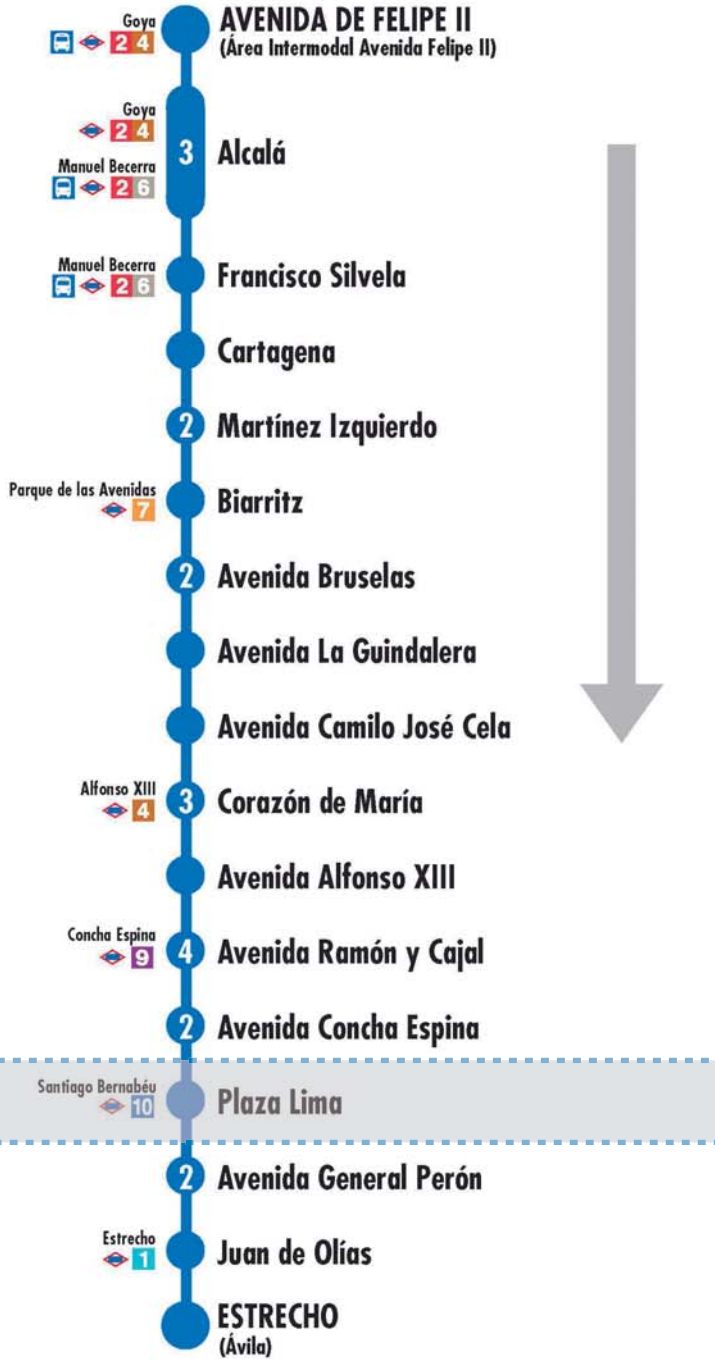 Goya
2 4
AVENIDA DE FELIPE II
(Área Intermodal Avenida Felipe II)
Goya
2 4
Manuel Becerra
2 6
3
Alcalá
Manuel Becerra
2 6
Francisco Silvela
Cartagena
2
Martínez Izquierdo
Parque de las Avenidas
7
Biarritz
2
Avenida Bruselas
Avenida La Guindalera
Avenida Camilo José Cela
Alfonso XIII
4
3
Corazón de María
Avenida Alfonso XIII
Concha Espina
9
4
Avenida Ramón y Cajal
2
Avenida Concha Espina
Santiago Bernabéu
10
Plaza Lima
2
Avenida General Perón
Estrecho
1
Juan de Olías
ESTRECHO
(Ávila)